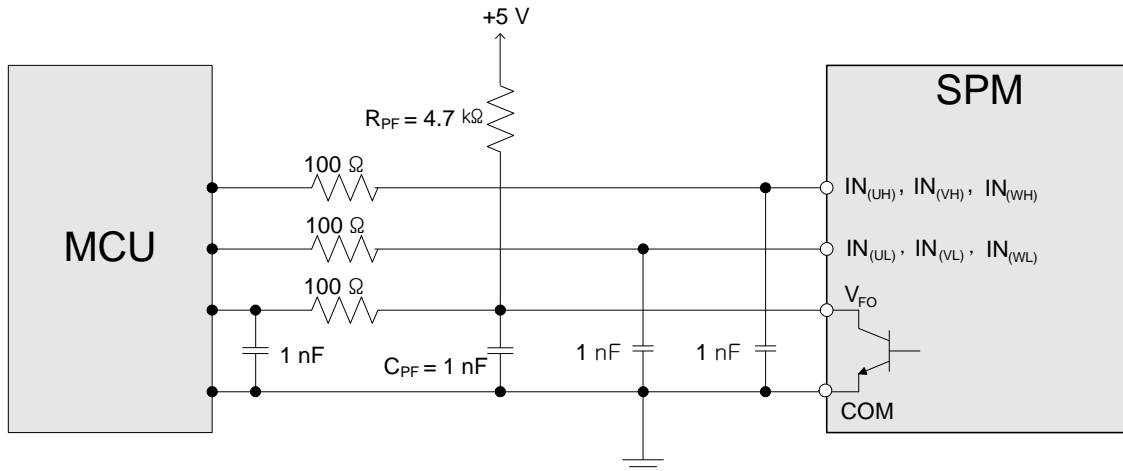 +5 V
SPM
R_PF = 4.7 kΩ
100 Ω
IN_(UH), IN_(VH), IN_(WH)
MCU
100 Ω
IN_(UL), IN_(VL), IN_(WL)
100 Ω
V_FO
1 nF
C_PF = 1 nF
1 nF
1 nF
COM